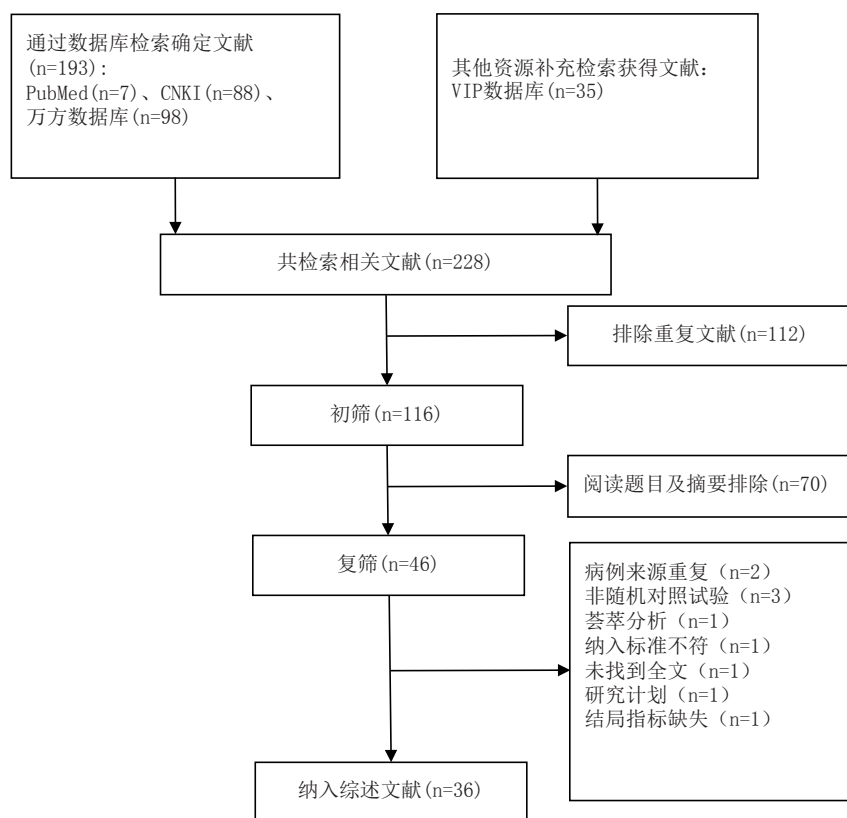 通过数据库检索确定文献
(n=193):
PubMed(n=7)、CNKI(n=88)、
万方数据库(n=98)
其他资源补充检索获得文献：
VIP数据库(n=35)
共检索相关文献(n=228)
排除重复文献(n=112)
初筛(n=116)
阅读题目及摘要排除(n=70)
复筛(n=46)
病例来源重复（n=2）
非随机对照试验（n=3）
荟萃分析（n=1）
纳入标准不符（n=1）
未找到全文（n=1）
研究计划（n=1）
结局指标缺失（n=1）
纳入综述文献(n=36)